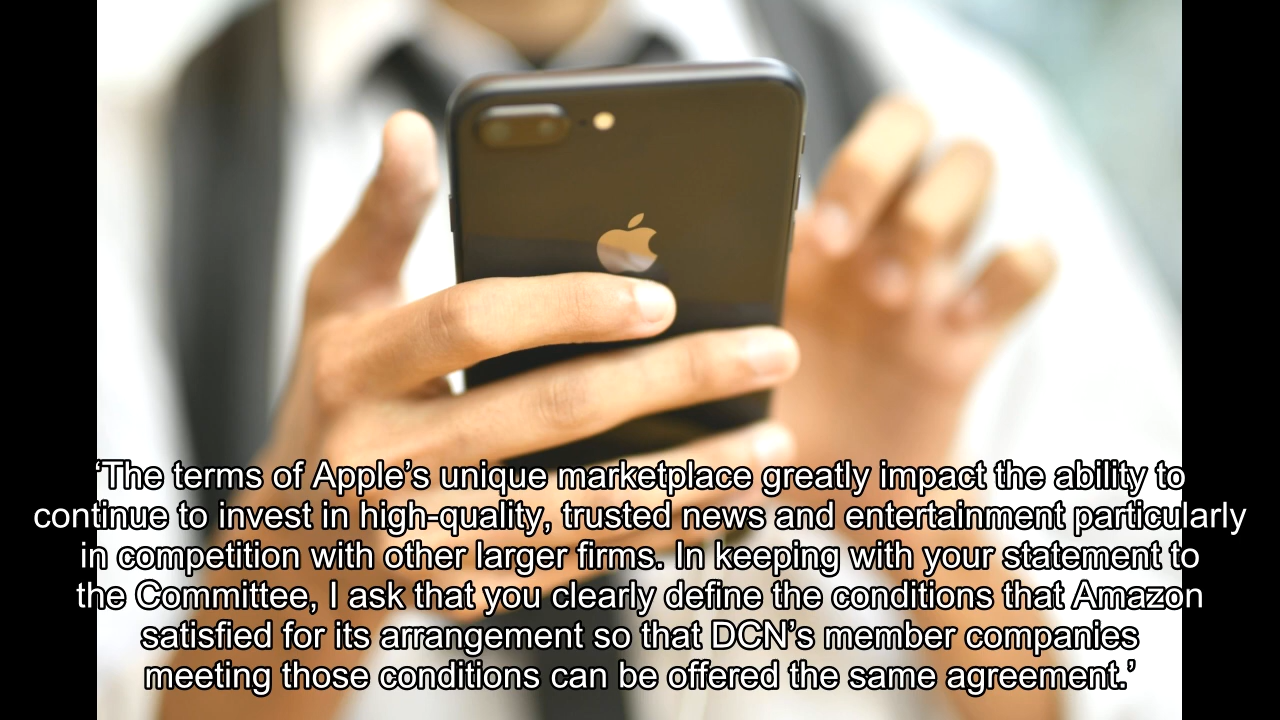 ‘The terms of Apple’s unique marketplace greatly impact the ability to
continue to invest in high-quality, trusted news and entertainment particularly
in competition with other larger firms. In keeping with your statement to
the Committee, I ask that you clearly define the conditions that Amazon
satisfied for its arrangement so that DCN’s member companies
meeting those conditions can be offered the same agreement.’